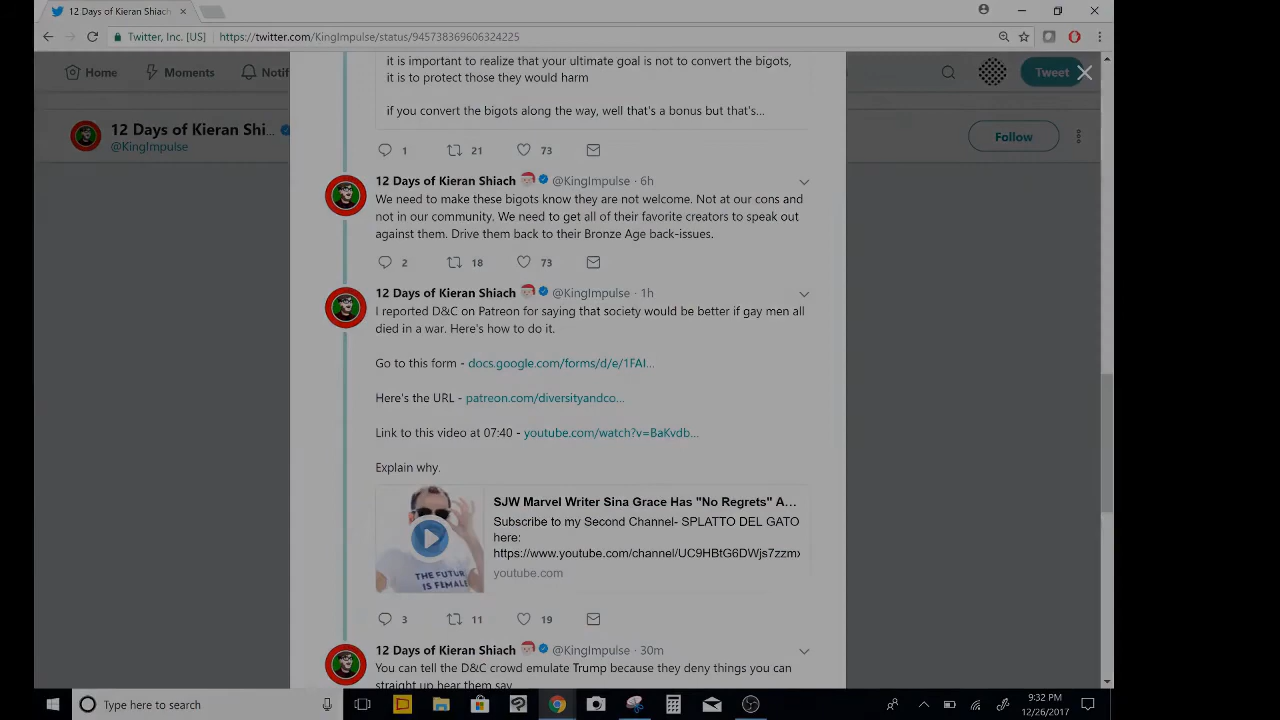 12 Days of Kieran Shiach
Twitter, Inc. [US]
https://twitter.com/KingImpulse/status/945738369606324225
Home
Moments
Notif
Tweet
12 Days of Kieran Shi...
@KingImpulse
Follow
it is important to realize that your ultimate goal is not to convert the bigots,
it is to protect those they would harm
if you convert the bigots along the way, well that's a bonus but that's...
1 21 73
12 Days of Kieran Shiach @KingImpulse · 6h
We need to make these bigots know they are not welcome. Not at our cons and
not in our community. We need to get all of their favorite creators to speak out
against them. Drive them back to their Bronze Age back-issues.
2 18 73
12 Days of Kieran Shiach @KingImpulse · 1h
I reported D&C on Patreon for saying that society would be better if gay men all
died in a war. Here's how to do it.
Go to this form - docs.google.com/forms/d/e/1FAI...
Here's the URL - patreon.com/diversityandco...
Link to this video at 07:40 - youtube.com/watch?v=BaKvdb...
Explain why.
THE FUTUR
IS FEMALE
SJW Marvel Writer Sina Grace Has "No Regrets" A...
Subscribe to my Second Channel- SPLATTO DEL GATO
here:
https://www.youtube.com/channel/UC9HBtG6DWjs7zzmx
youtube.com
3 11 19
12 Days of Kieran Shiach @KingImpulse · 30m
You can tell the D&C crowd emulate Trump because they deny things you can
straight up hear them say
Type here to search
9:32 PM
12/26/2017